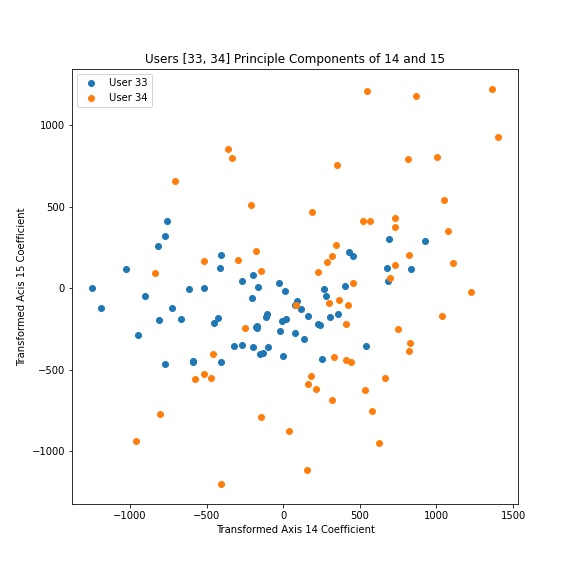 Users [33, 34] Principle Components of 14 and 15
User 33
User 34
1000
500
0
−500
−1000
Transformed Acis 15 Coefficient
−1000 −500 0 500 1000 1500
Transformed Axis 14 Coefficient